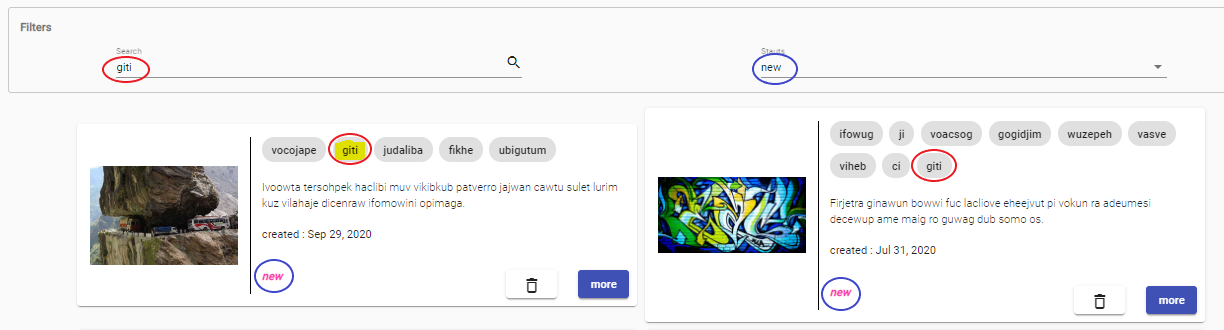 Filters
Search
giti
Stauts
new
vocojape giti judaliba fikhe ubigutum
Ivoowta tersohpek haclibi muv vikibkub patverro jajwan cawtu sulet lurim
kuz vilahaje dicenraw ifomowini opimaga.
created : Sep 29, 2020
new
more
ifowug ji voacsog gogidjim wuzepeh vasve
viheb ci giti
Firjetra ginawun bowwi fuc lacliove eheejvut pi vokun ra adeumesi
decewup ame maig ro guwag dub somo os.
created : Jul 31, 2020
new
more